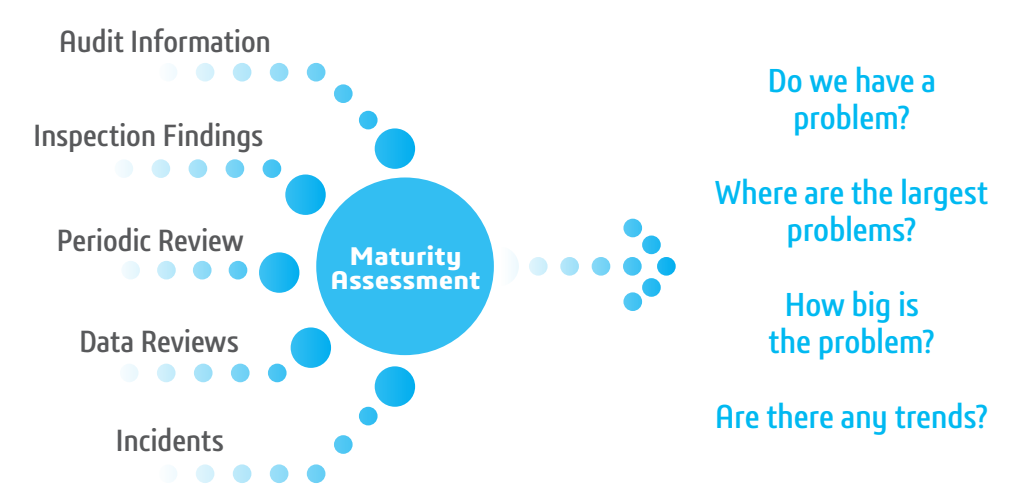 Audit Information
Inspection Findings
Periodic Review
Data Reviews
Incidents
Maturity
Assessment
Do we have a
problem?
Where are the largest
problems?
How big is
the problem?
Are there any trends?